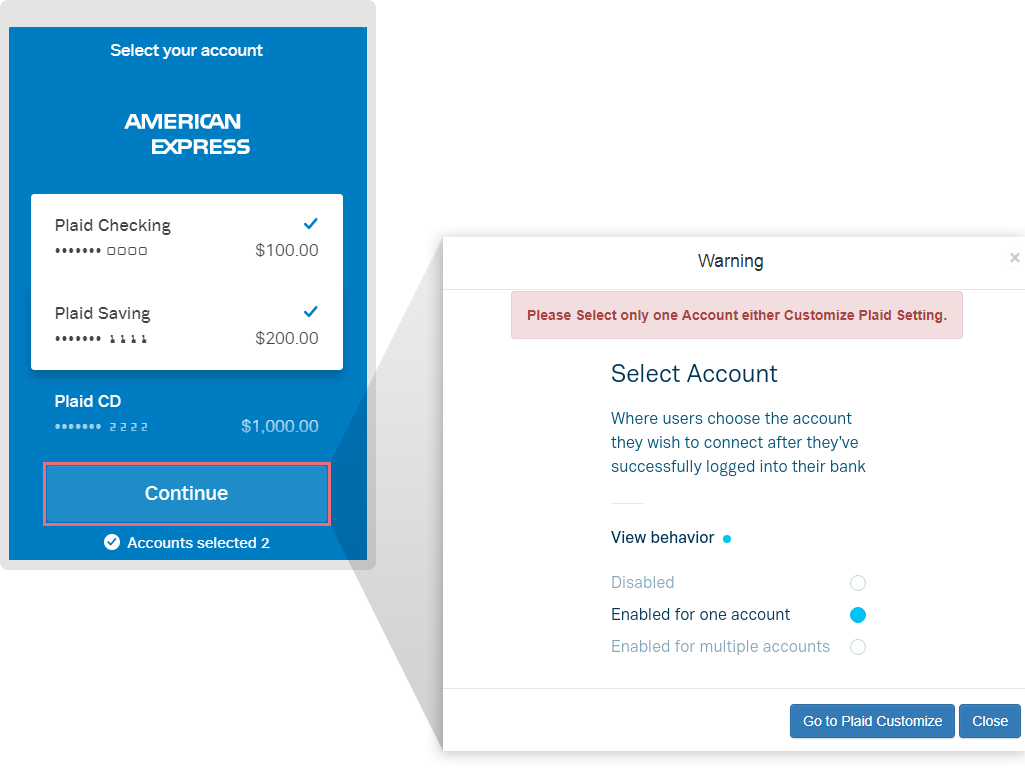 Select your account
AMERICAN
EXPRESS
Plaid Checking
••••••• 0000
$100.00
Plaid Saving
••••••• 1111
$200.00
Plaid CD
••••••• 2222
$1,000.00
Continue
Accounts selected 2
Warning
×
Please Select only one Account either Customize Plaid Setting.
Select Account
Where users choose the account
they wish to connect after they've
successfully logged into their bank
View behavior
Disabled
Enabled for one account
Enabled for multiple accounts
Go to Plaid Customize
Close